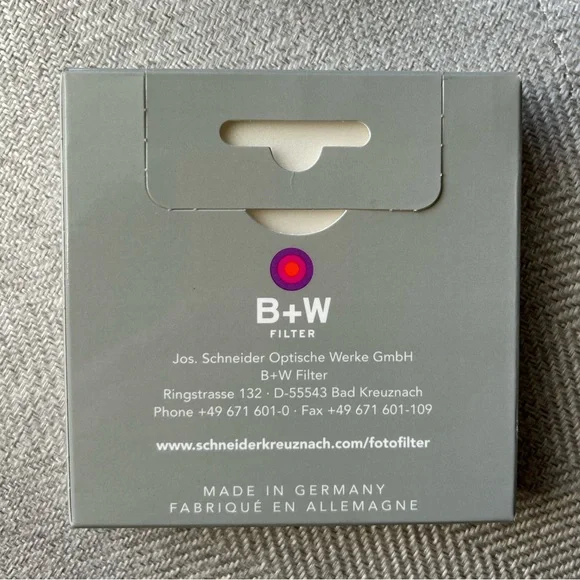 B+W
FILTER
Jos. Schneider Optische Werke GmbH
B+W Filter
Ringstrasse 132 · D-55543 Bad Kreuznach
Phone +49 671 601-0 · Fax +49 671 601-109
www.schneiderkreuznach.com/fotofilter
MADE IN GERMANY
FABRIQUÉ EN ALLEMAGNE